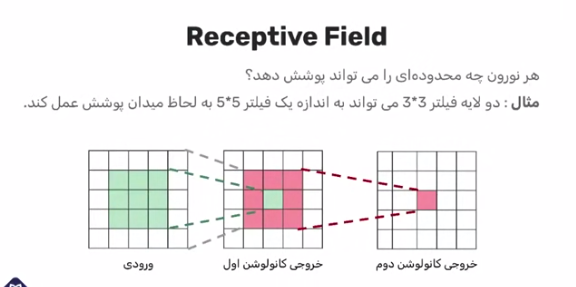 Receptive Field
هر نورون چه محدوده‌ای را می تواند پوشش دهد؟
مثال : دو لایه فیلتر 3*3 می تواند به اندازه یک فیلتر 5*5 به لحاظ میدان پوشش عمل کند.
خروجی کانولوشن دوم
خروجی کانولوشن اول
ورودی